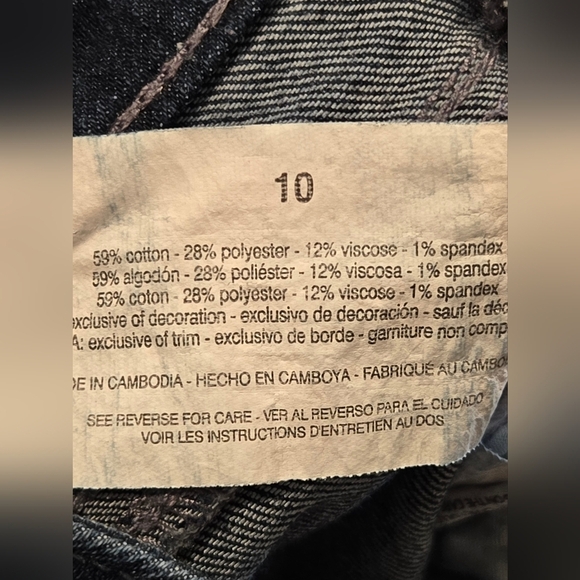 10
59% cotton - 28% polyester - 12% viscose - 1% spandex
59% algodón - 28% poliéster - 12% viscosa - 1% spandex
59% coton - 28% polyester - 12% viscose - 1% spandex
exclusive of decoration - exclusivo de decoración - sauf la déc
A: exclusive of trim - exclusivo de borde - garniture non comp
DE IN CAMBODIA - HECHO EN CAMBOYA - FABRIQUÉ AU CAMBO
SEE REVERSE FOR CARE - VER AL REVERSO PARA EL CUIDADO
VOIR LES INSTRUCTIONS D'ENTRETIEN AU DOS